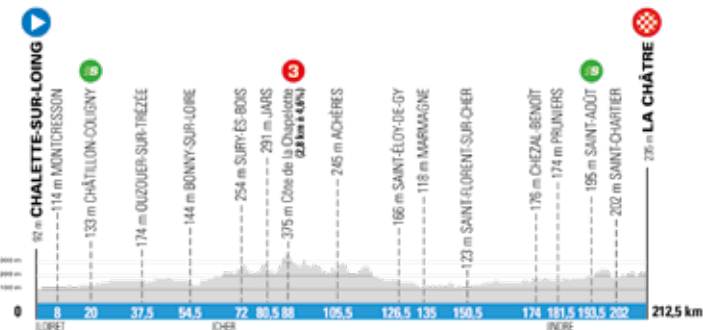 92 m CHALETTE-SUR-LOING
114 m MONTCRESSON
133 m CHÂTILLON-COLIGNY
174 m OUZOUER-SUR-TRÉZÉE
144 m BONNY-SUR-LOIRE
254 m SURY-ÈS-BOIS
291 m JARS
3
375 m Côte de la Chapelotte
(2,8 km à 4,6%)
245 m ACHÈRES
166 m SAINT-ÉLOY-DE-GY
118 m MARMAGNE
123 m SAINT-FLORENT-SUR-CHER
176 m CHEZAL-BENOÎT
174 m PRUNIERS
195 m SAINT-AOÛT
202 m SAINT-CHARTIER
235 m LA CHÂTRE
300 m
200 m
100 m
0 8 20 37,5 54,5 72 80,5 88 105,5 126,5 135 150,5 174 181,5 193,5 202 212,5 km
LOIRET CHER INDRE